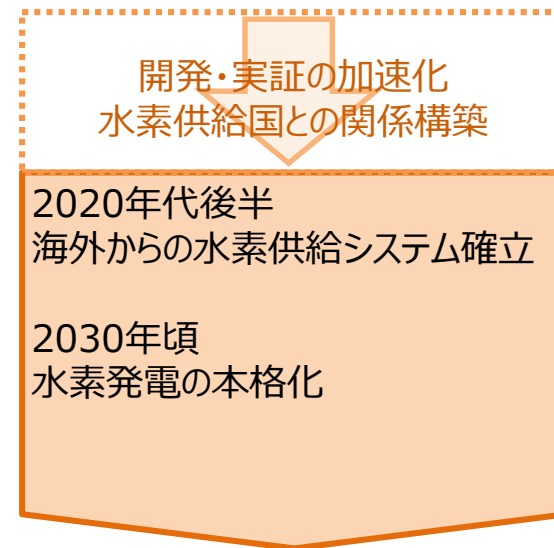 開発・実証の加速化
水素供給国との関係構築
2020年代後半
海外からの水素供給システム確立
2030年頃
水素発電の本格化